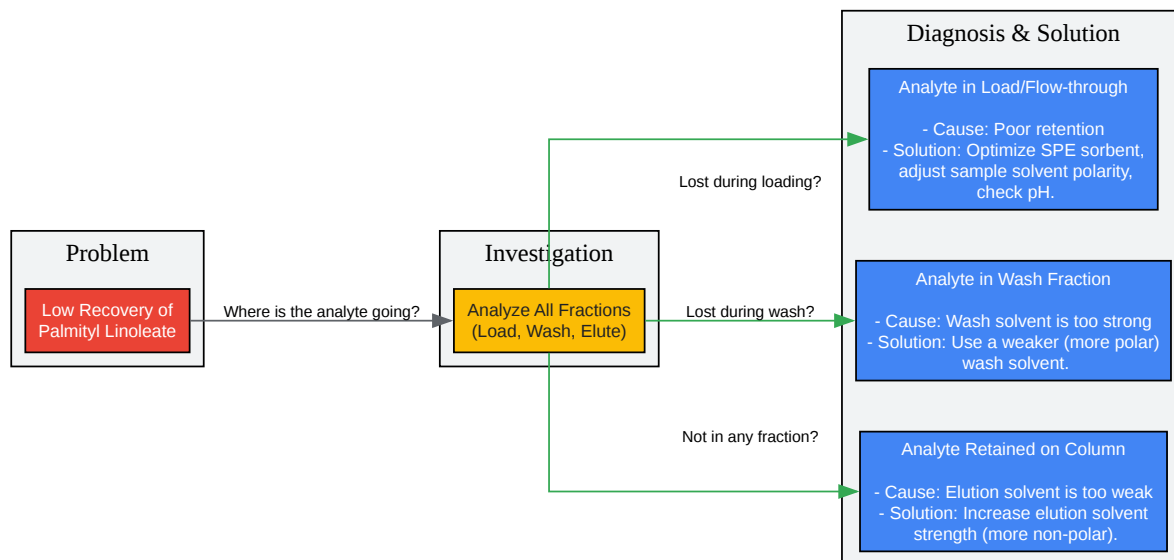 Problem
Low Recovery of
Palmityl Linoleate
Where is the analyte going?
Investigation
Analyze All Fractions
(Load, Wash, Elute)
Lost during loading?
Lost during wash?
Not in any fraction?
Diagnosis & Solution
Analyte in Load/Flow-through
- Cause: Poor retention
- Solution: Optimize SPE sorbent,
adjust sample solvent polarity,
check pH.
Analyte in Wash Fraction
- Cause: Wash solvent is too strong
- Solution: Use a weaker (more polar)
wash solvent.
Analyte Retained on Column
- Cause: Elution solvent is too weak
- Solution: Increase elution solvent
strength (more non-polar).